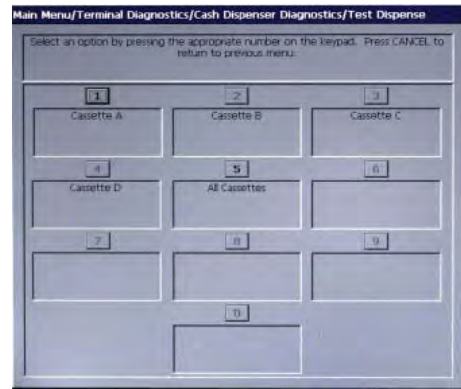 Main Menu/Terminal Diagnostics/Cash Dispenser Diagnostics/Test Dispense
Select an option by pressing the appropriate number on the keypad. Press CANCEL to
return to previous menu.
1 2 3
Cassette A Cassette B Cassette C
4 5 6
Cassette D All Cassettes
7 8 9
0